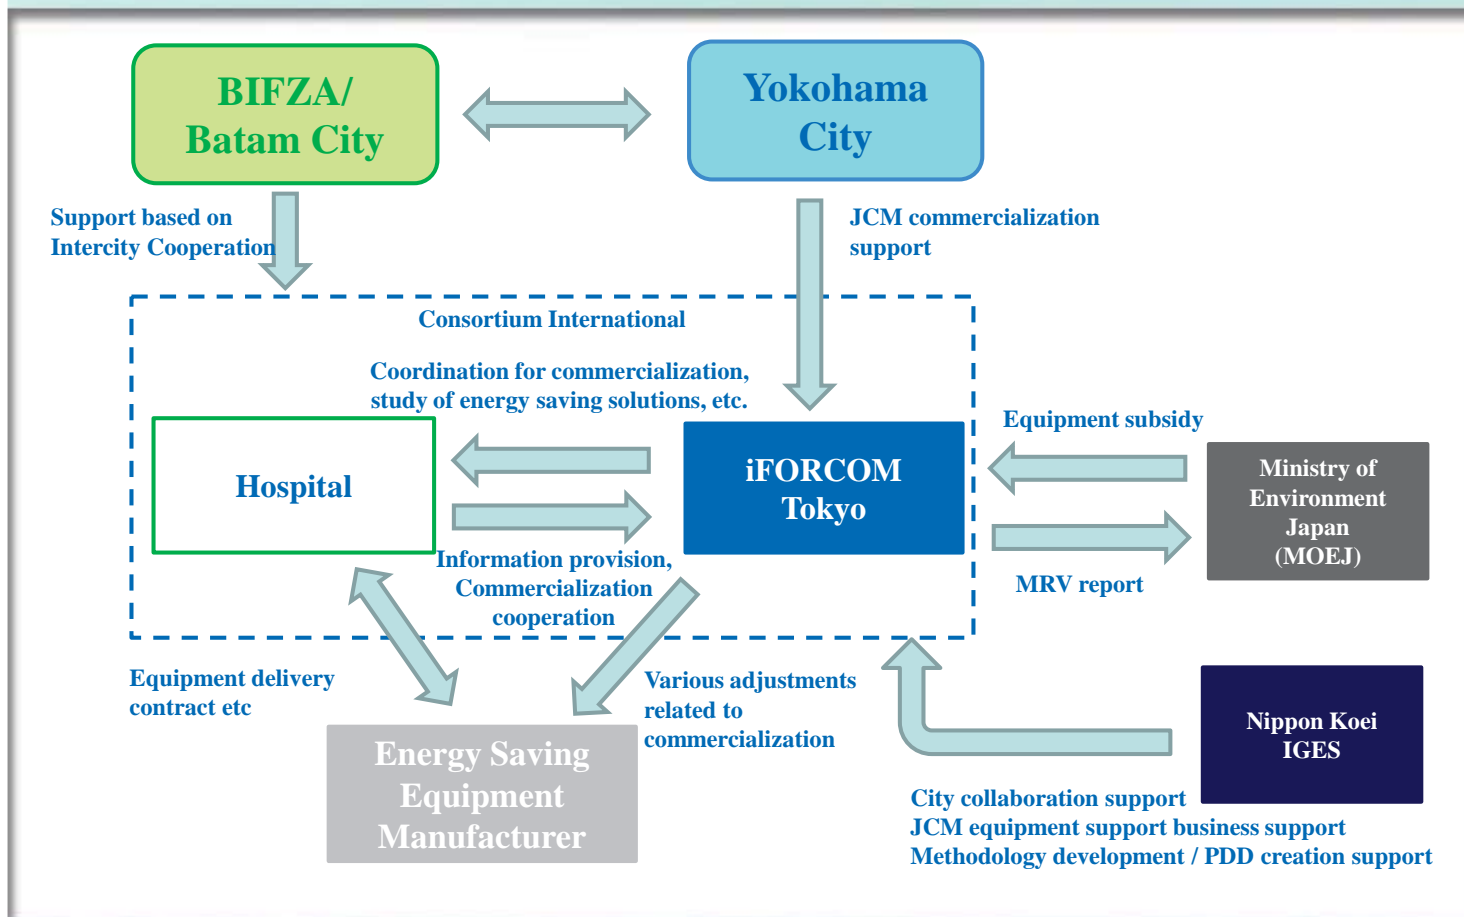 BIFZA/
Batam City
Yokohama
City
Support based on
Intercity Cooperation
JCM commercialization
support
Consortium International
Coordination for commercialization,
study of energy saving solutions, etc.
Hospital
iFORCOM
Tokyo
Equipment subsidy
Ministry of
Environment
Japan
(MOEJ)
Information provision,
Commercialization
cooperation
MRV report
Equipment delivery
contract etc
Various adjustments
related to
commercialization
Energy Saving
Equipment
Manufacturer
Nippon Koei
IGES
City collaboration support
JCM equipment support business support
Methodology development / PDD creation support